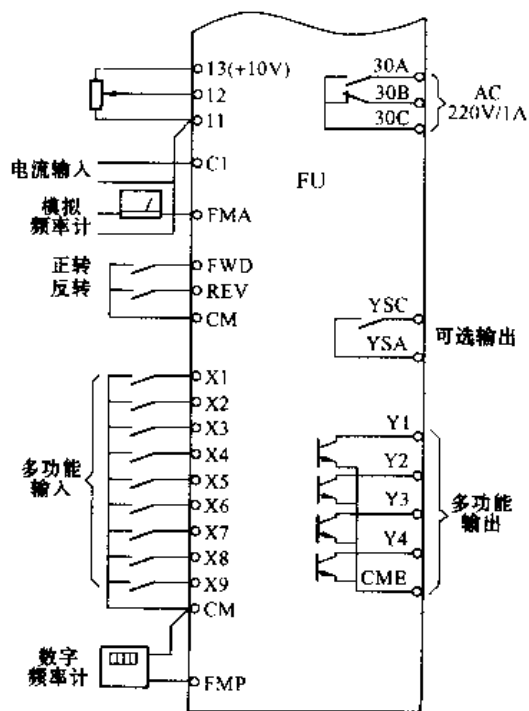 13(+10V)
12
11
电流输入
C1
模拟
频率计
FMA
正转
FWD
反转
REV
CM
X1
X2
X3
X4
多功能
输入
X5
X6
X7
X8
X9
CM
数字
频率计
FMP
FU
30A
30B
30C
AC
220V/1A
YSC
YSA
可选输出
Y1
Y2
Y3
Y4
CME
多功能
输出